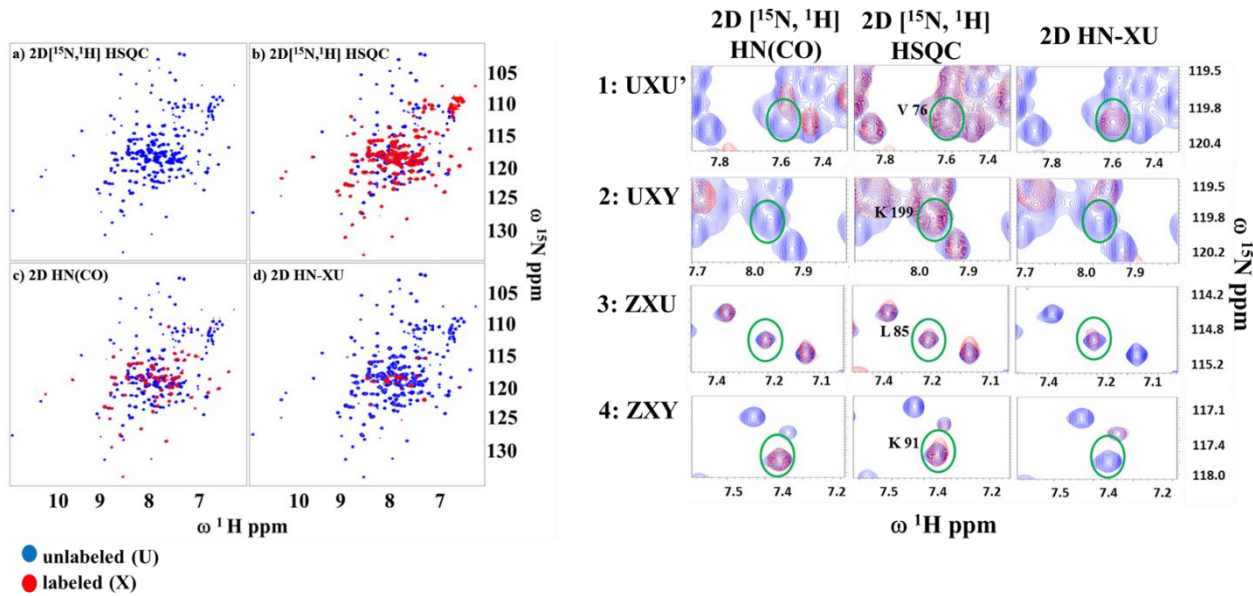 a) 2D[¹⁵N,¹H] HSQC
b) 2D[¹⁵N,¹H] HSQC
105
110
115
120
125
130
c) 2D HN(CO)
d) 2D HN-XU
105
110
115
120
125
130
ω ¹⁵N ppm
10 9 8 7
10 9 8 7
ω ¹H ppm
unlabeled (U)
labeled (X)
2D [¹⁵N, ¹H]
HN(CO)
2D [¹⁵N, ¹H]
HSQC
2D HN-XU
1: UXU’
V 76
119.5
119.8
120.4
7.8 7.6 7.4
7.8 7.6 7.4
7.8 7.6 7.4
2: UXY
K 199
119.5
119.8
120.2
7.7 8.0 7.9
8.0 7.9
8.0 7.9
3: ZXU
L 85
114.2
114.8
115.2
7.4 7.2 7.1
7.4 7.2 7.1
7.4 7.2 7.1
4: ZXY
K 91
117.1
117.4
118.0
7.5 7.4 7.2
7.5 7.4 7.2
7.5 7.4 7.2
ω ¹H ppm
ω ¹⁵N ppm